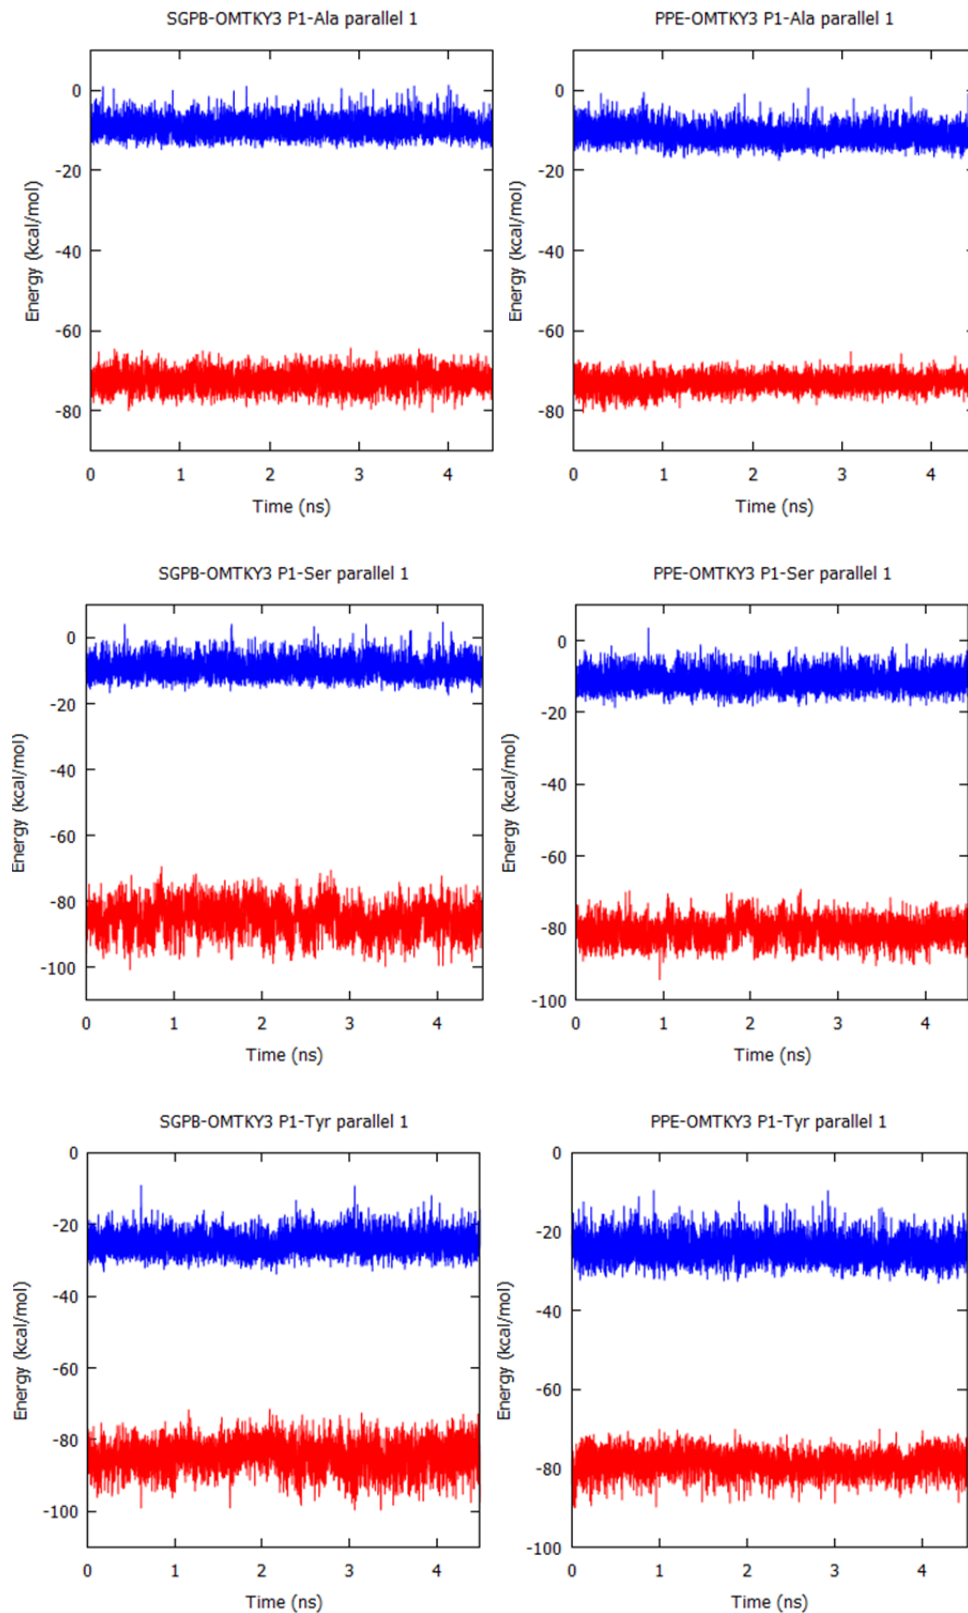 SGPB-OMTKY3 P1-Ala parallel 1
0
-20
-40
-60
-80
Energy (kcal/mol)
0 1 2 3 4
Time (ns)
PPE-OMTKY3 P1-Ala parallel 1
0
-20
-40
-60
-80
Energy (kcal/mol)
0 1 2 3 4
Time (ns)
SGPB-OMTKY3 P1-Ser parallel 1
0
-20
-40
-60
-80
-100
Energy (kcal/mol)
0 1 2 3 4
Time (ns)
PPE-OMTKY3 P1-Ser parallel 1
0
-20
-40
-60
-80
-100
Energy (kcal/mol)
0 1 2 3 4
Time (ns)
SGPB-OMTKY3 P1-Tyr parallel 1
0
-20
-40
-60
-80
-100
Energy (kcal/mol)
0 1 2 3 4
Time (ns)
PPE-OMTKY3 P1-Tyr parallel 1
0
-20
-40
-60
-80
-100
Energy (kcal/mol)
0 1 2 3 4
Time (ns)